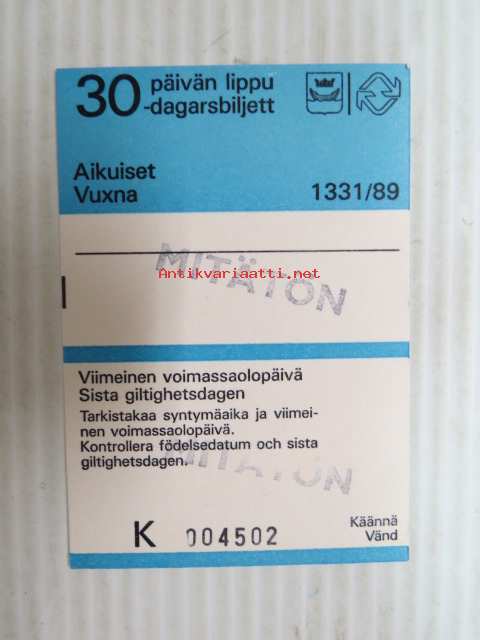 30 päivän lippu
-dagarsbiljett
Aikuiset
Vuxna
1331/89
MITÄTÖN
Antikvariaatti.net
Viimeinen voimassaolopäivä
Sista giltighetsdagen
Tarkistakaa syntymäaika ja viimei-
nen voimassaolopäivä.
Kontrollera födelsedatum och sista
giltighetsdagen.
MITÄTÖN
K 004502
Käännä
Vänd